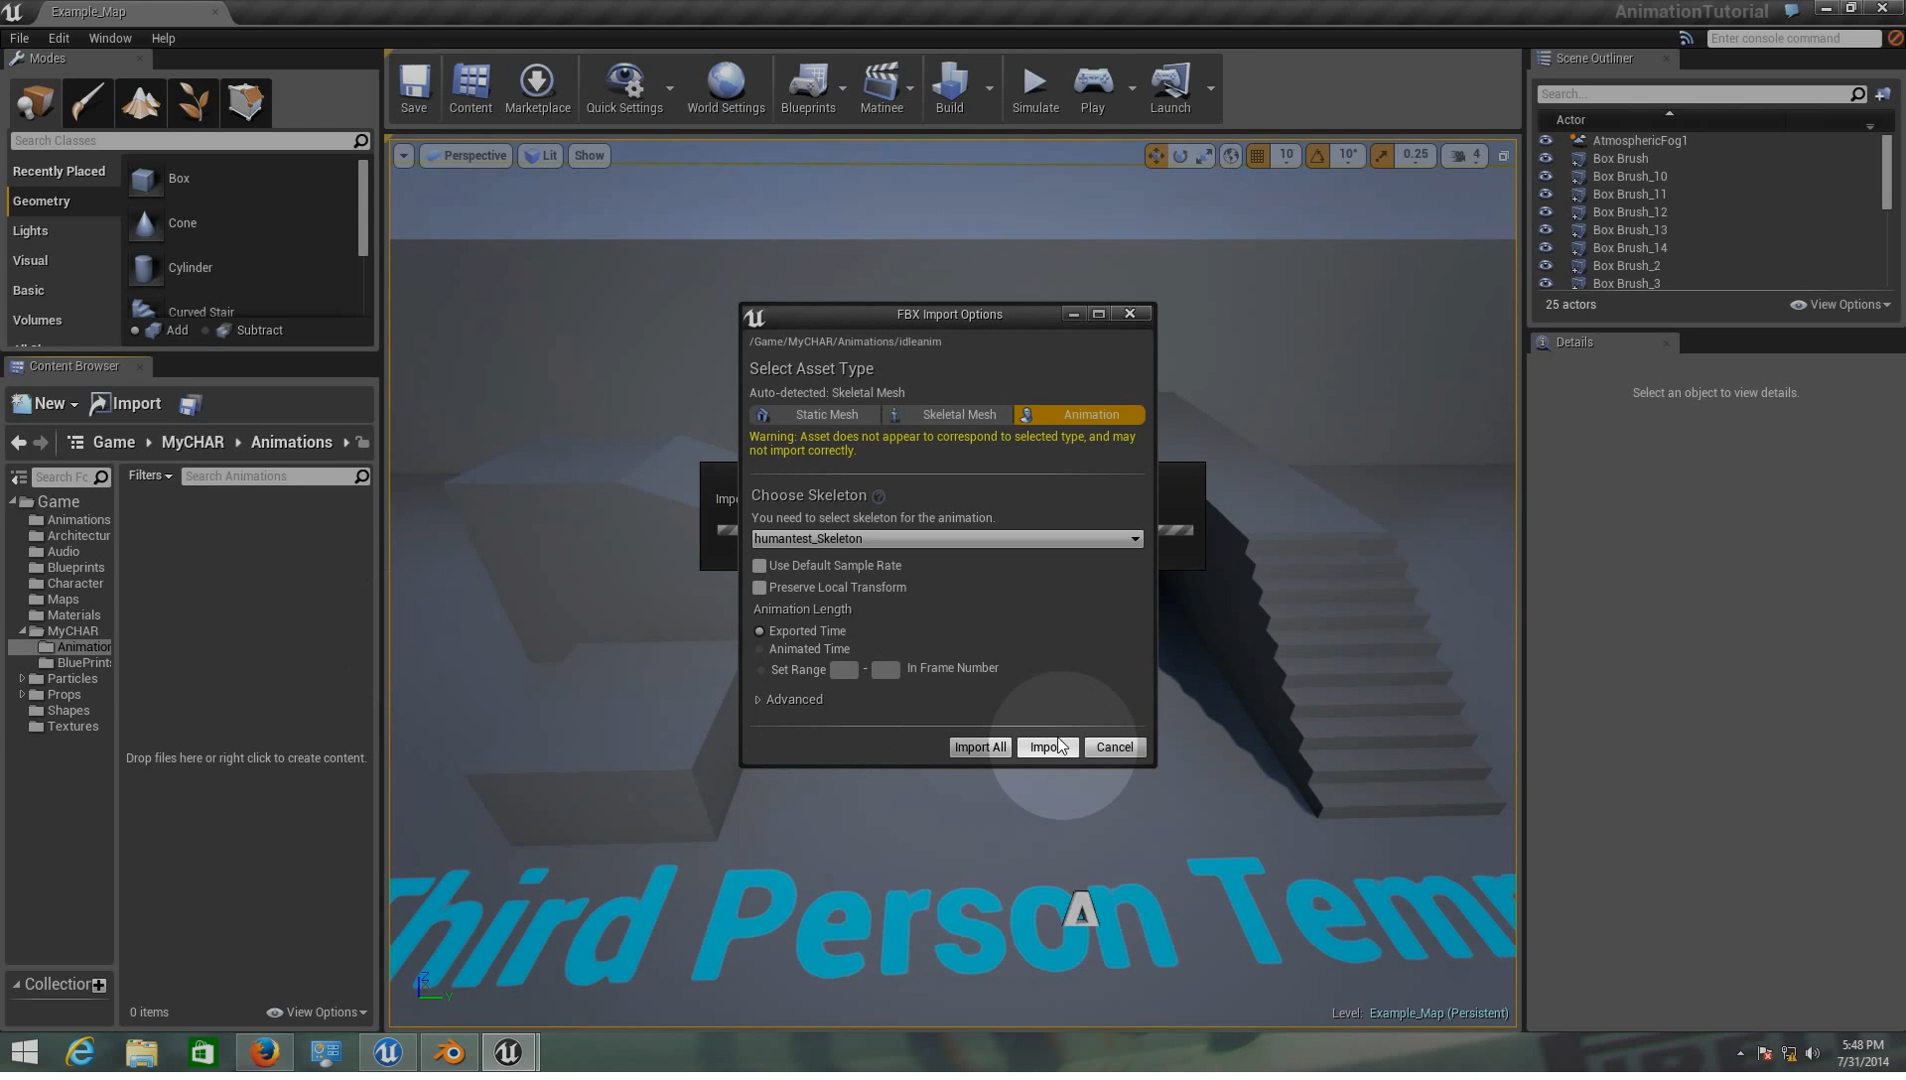 Example_Map
AnimationTutorial
File Edit Window Help
Enter console command
Modes
Search Classes
Recently Placed
Geometry
Lights
Visual
Basic
Volumes
Box
Cone
Cylinder
Curved Stair
Add Subtract
Save Content Marketplace Quick Settings World Settings Blueprints Matinee Build Simulate Play Launch
Perspective Lit Show
10 10° 0.25 4
Scene Outliner
Search...
Actor
AtmosphericFog1
Box Brush
Box Brush_10
Box Brush_11
Box Brush_12
Box Brush_13
Box Brush_14
Box Brush_2
Box Brush_3
25 actors View Options
Details
Select an object to view details.
Content Browser
New Import
Game MyCHAR Animations
Search Fc
Filters Search Animations
Game
Animations
Architectur
Audio
Blueprints
Character
Maps
Materials
MyCHAR
Animation
BluePrints
Particles
Props
Shapes
Textures
Drop files here or right click to create content.
Collection
0 items View Options
FBX Import Options
/Game/MyCHAR/Animations/idleanim
Select Asset Type
Auto-detected: Skeletal Mesh
Static Mesh Skeletal Mesh Animation
Warning: Asset does not appear to correspond to selected type, and may
not import correctly.
Choose Skeleton
You need to select skeleton for the animation.
humantest_Skeleton
Use Default Sample Rate
Preserve Local Transform
Animation Length
Exported Time
Animated Time
Set Range - In Frame Number
Advanced
Import All Import Cancel
Impo
Third Person Temp
Z
Y
Level: Example_Map (Persistent)
5:48 PM
7/31/2014